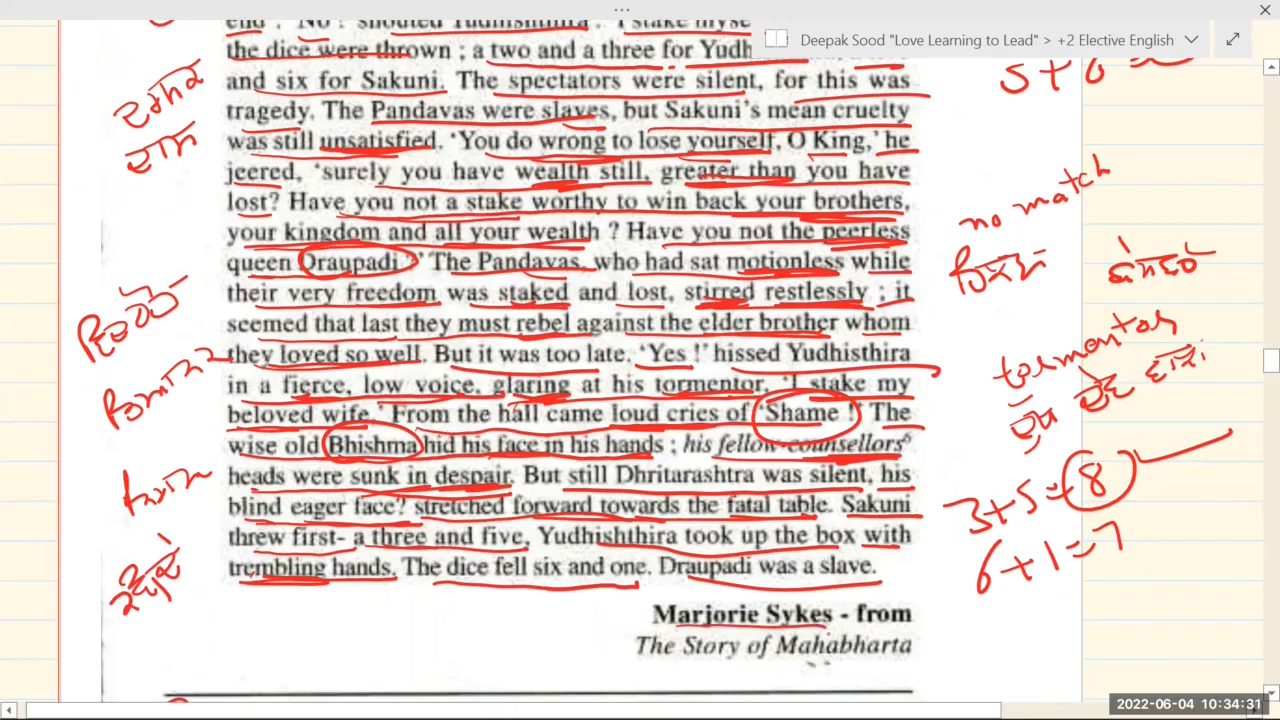 Deepak Sood "Love Learning to Lead" > +2 Elective English
end . 'No ! shouted Yudhisthira . 'I stake myse
the dice were thrown ; a two and a three for Yudh
and six for Sakuni. The spectators were silent, for this was
tragedy. The Pandavas were slaves, but Sakuni's mean cruelty
was still unsatisfied. 'You do wrong to lose yourself, O King,' he
jeered, 'surely you have wealth still, greater than you have
lost? Have you not a stake worthy to win back your brothers,
your kingdom and all your wealth ? Have you not the peerless
queen Draupadi ?' The Pandavas, who had sat motionless while
their very freedom was staked and lost, stirred restlessly ; it
seemed that last they must rebel against the elder brother whom
they loved so well. But it was too late. 'Yes !' hissed Yudhisthira
in a fierce, low voice, glaring at his tormentor, 'I stake my
beloved wife.' From the hall came loud cries of 'Shame !' The
wise old Bhishma hid his face in his hands ; his fellow-counsellors6
heads were sunk in despair. But still Dhritarashtra was silent, his
blind eager face? stretched forward towards the fatal table. Sakuni
threw first- a three and five, Yudhishthira took up the box with
trembling hands. The dice fell six and one. Draupadi was a slave.
Marjorie Sykes - from
The Story of Mahabharta
no match
tormentor
3+5=8
6+1=7
2022-06-04 10:34:31